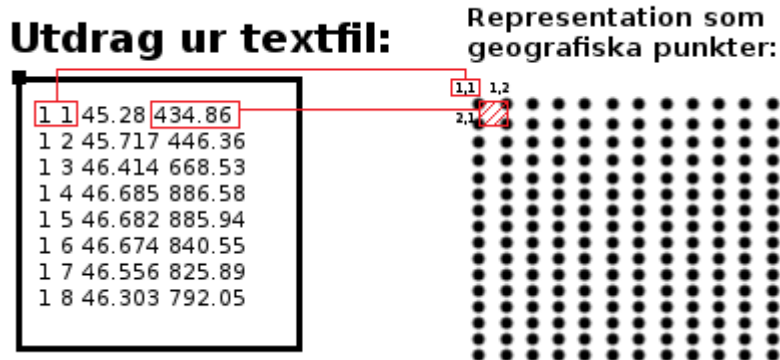 Utdrag ur textfil:
Representation som
geografiska punkter:
1 1 45.28 434.86
1 2 45.717 446.36
1 3 46.414 668.53
1 4 46.685 886.58
1 5 46.682 885.94
1 6 46.674 840.55
1 7 46.556 825.89
1 8 46.303 792.05
1,1 1,2
2,1